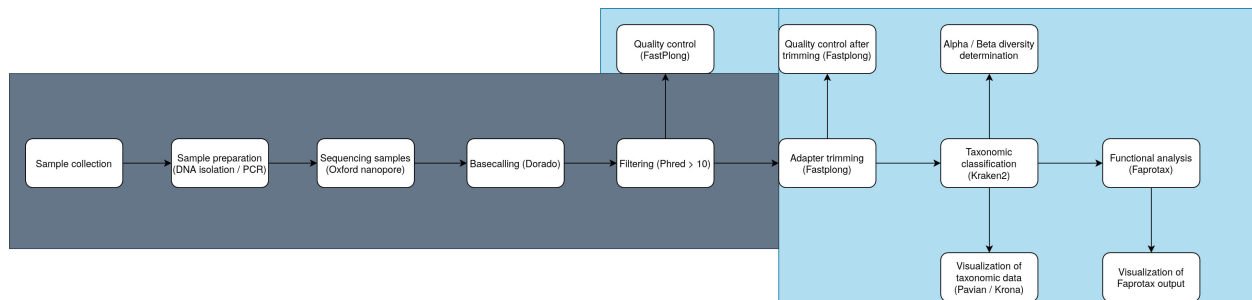 Quality control
(FastPlong)
Quality control after
trimming (Fastplong)
Alpha / Beta diversity
determination
Sample collection
Sample preparation
(DNA isolation / PCR)
Sequencing samples
(Oxford nanopore)
Basecalling (Dorado)
Filtering (Phred > 10)
Adapter trimming
(Fastplong)
Taxonomic
classification
(Kraken2)
Functional analysis
(Faprotax)
Visualization of
taxonomic data
(Pavian / Krona)
Visualization of
Faprotax output